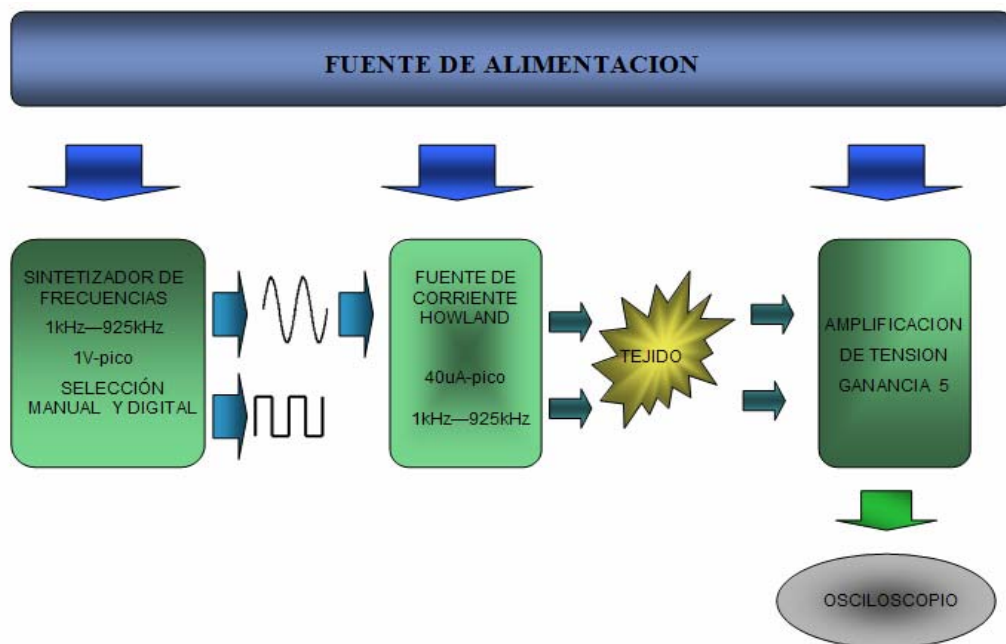 FUENTE DE ALIMENTACION
SINTETIZADOR DE
FRECUENCIAS
1kHz—925kHz
1V-pico
SELECCIÓN
MANUAL Y DIGITAL
FUENTE DE
CORRIENTE
HOWLAND
40uA-pico
1kHz—925kHz
TEJIDO
AMPLIFICACION
DE TENSION
GANANCIA 5
OSCILOSCOPIO